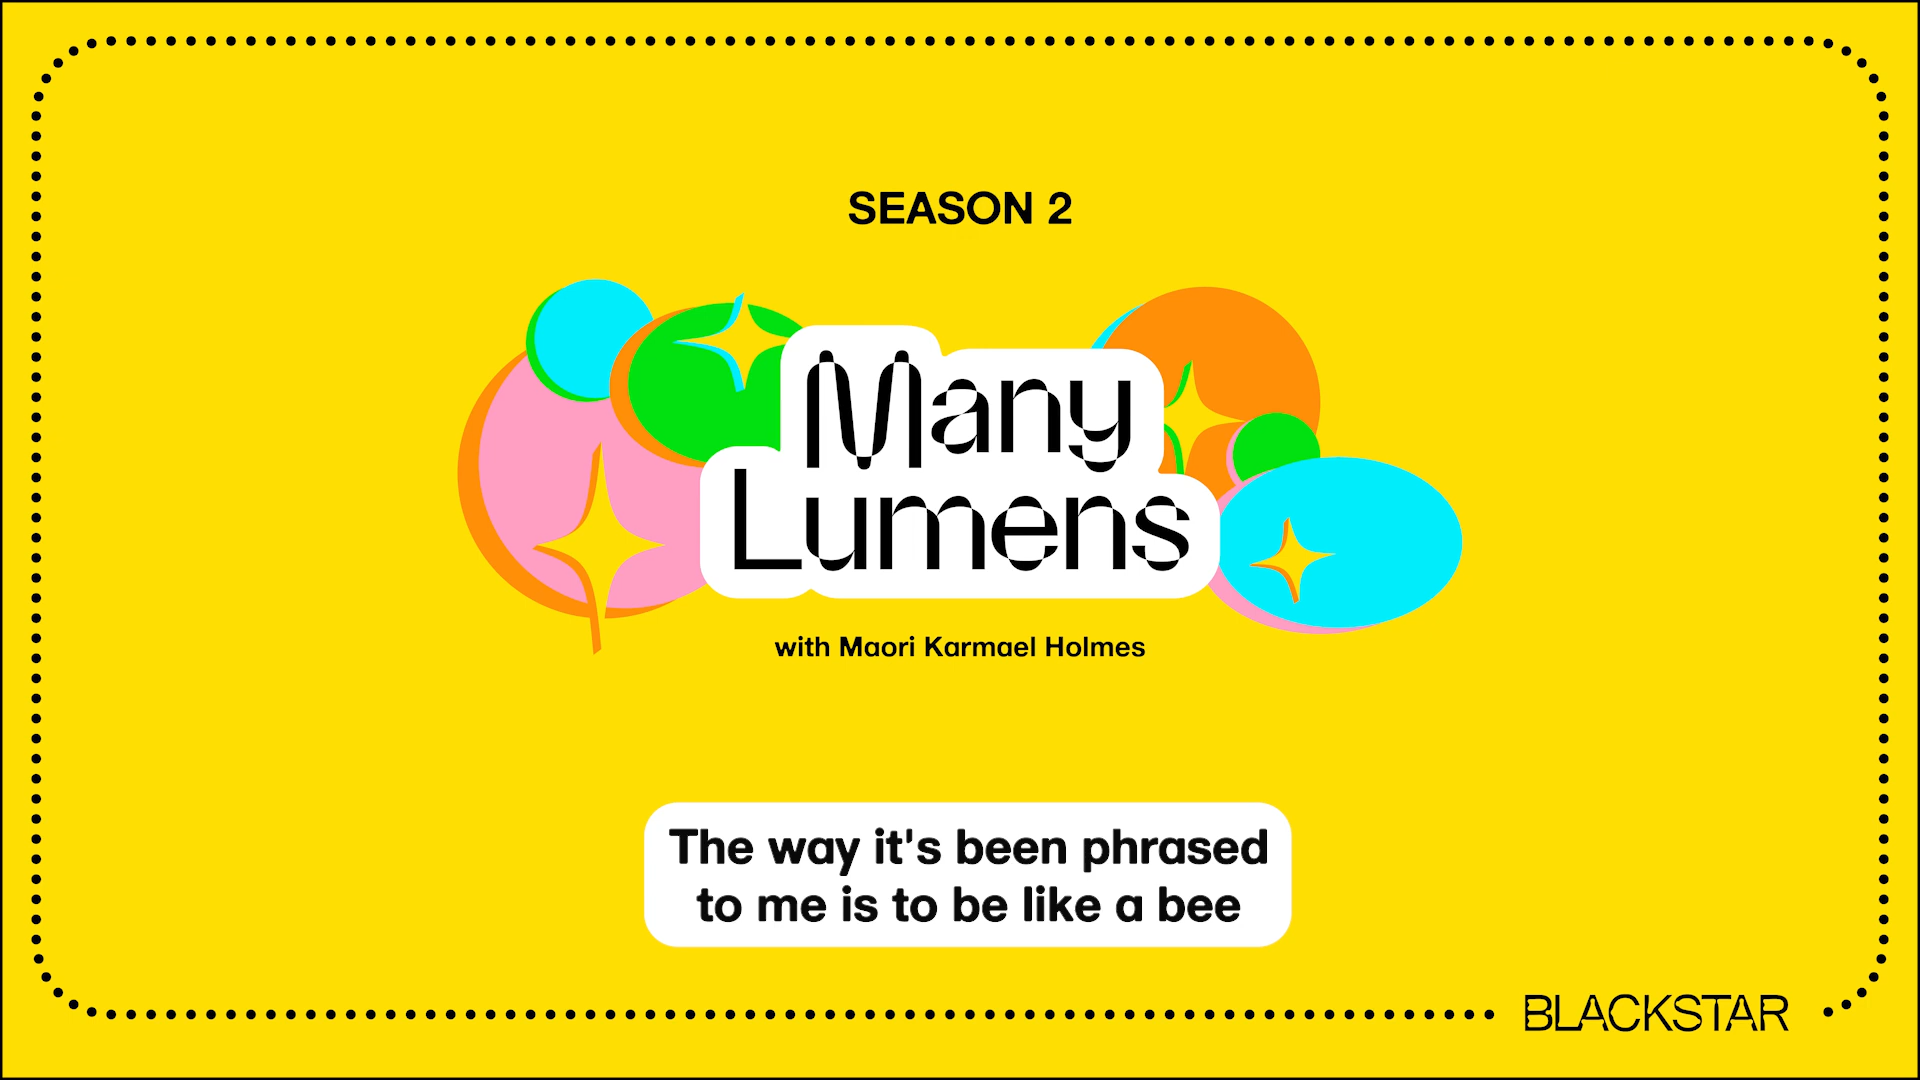 SEASON 2
Many
Lumens
with Maori Karmael Holmes
The way it's been phrased
to me is to be like a bee
BLACKSTAR